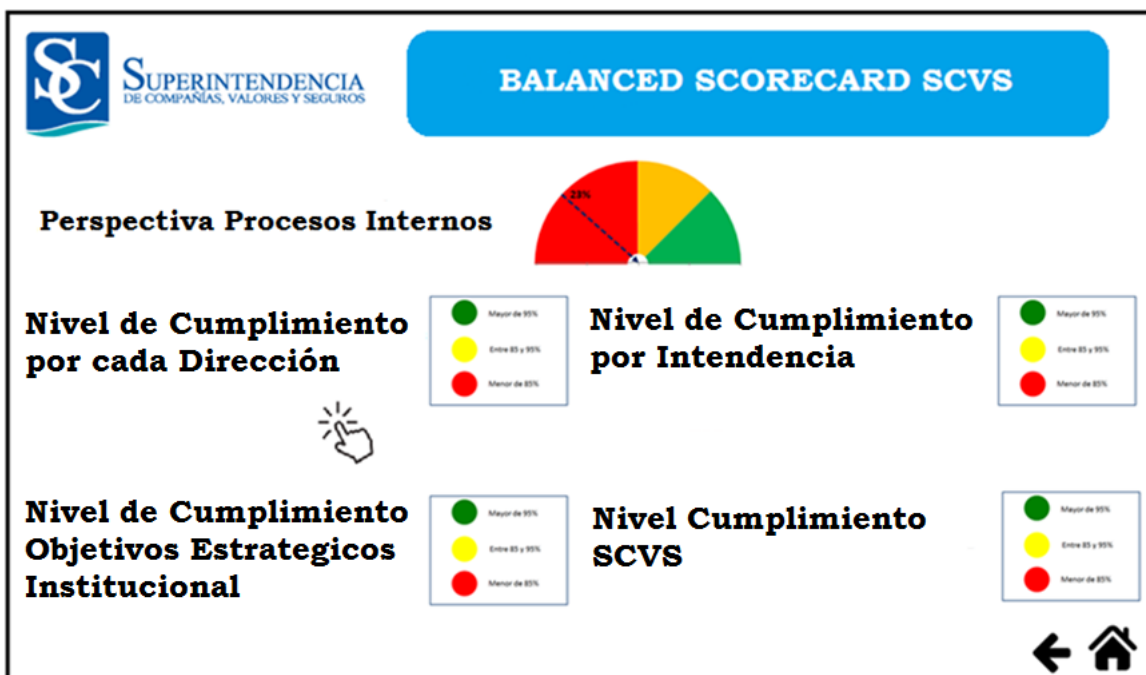 SC
SUPERINTENDENCIA
DE COMPAÑÍAS, VALORES Y SEGUROS
BALANCED SCORECARD SCVS
Perspectiva Procesos Internos
23%
Nivel de Cumplimiento
por cada Dirección
Mayor de 95%
Entre 85 y 95%
Menor de 85%
Nivel de Cumplimiento
por Intendencia
Mayor de 95%
Entre 85 y 95%
Menor de 85%
Nivel de Cumplimiento
Objetivos Estrategicos
Institucional
Mayor de 95%
Entre 85 y 95%
Menor de 85%
Nivel Cumplimiento
SCVS
Mayor de 95%
Entre 85 y 95%
Menor de 85%